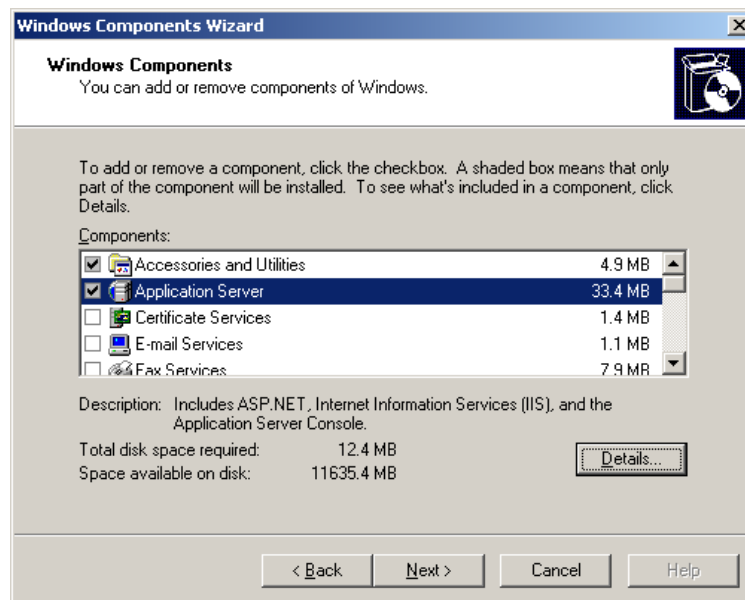 Windows Components Wizard
Windows Components
You can add or remove components of Windows.
To add or remove a component, click the checkbox. A shaded box means that only
part of the component will be installed. To see what's included in a component, click
Details.
Components:
Accessories and Utilities 4.9 MB
Application Server 33.4 MB
Certificate Services 1.4 MB
E-mail Services 1.1 MB
Fax Services 7.9 MB
Description: Includes ASP.NET, Internet Information Services (IIS), and the
Application Server Console.
Total disk space required: 12.4 MB
Space available on disk: 11635.4 MB
Details...
< Back Next > Cancel Help